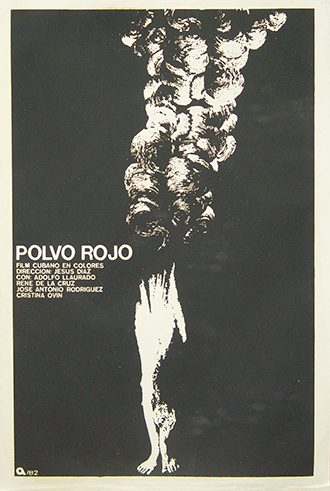 POLVO ROJO
FILM CUBANO EN COLORES
DIRECCION: JESUS DIAZ
CON: ADOLFO LLAURADO
RENE DE LA CRUZ
JOSE ANTONIO RODRIGUEZ
CRISTINA OVIN
/82